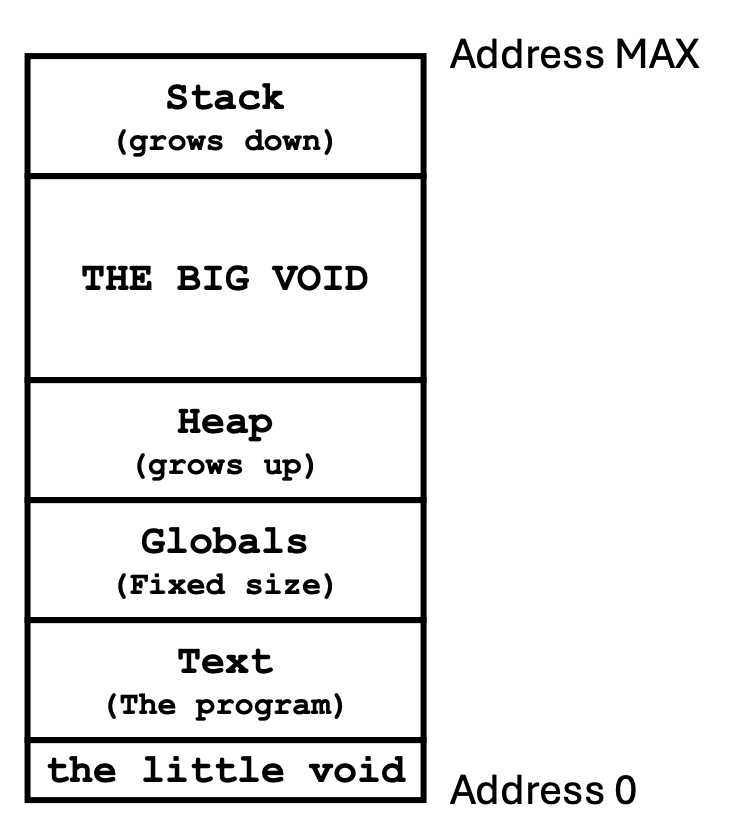 Address MAX
Stack
(grows down)
THE BIG VOID
Heap
(grows up)
Globals
(Fixed size)
Text
(The program)
the little void
Address 0